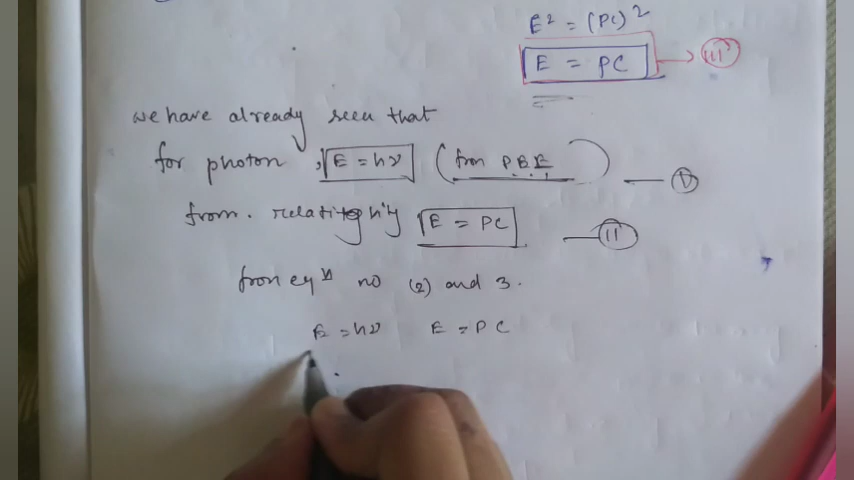 E² = (PC)²
E = PC → (III)
we have already seen that
for photon, E = hν (from P.E.E)
from. relativity E = PC — (II)
from eqⁿ no (2) and 3.
E = hν E = PC